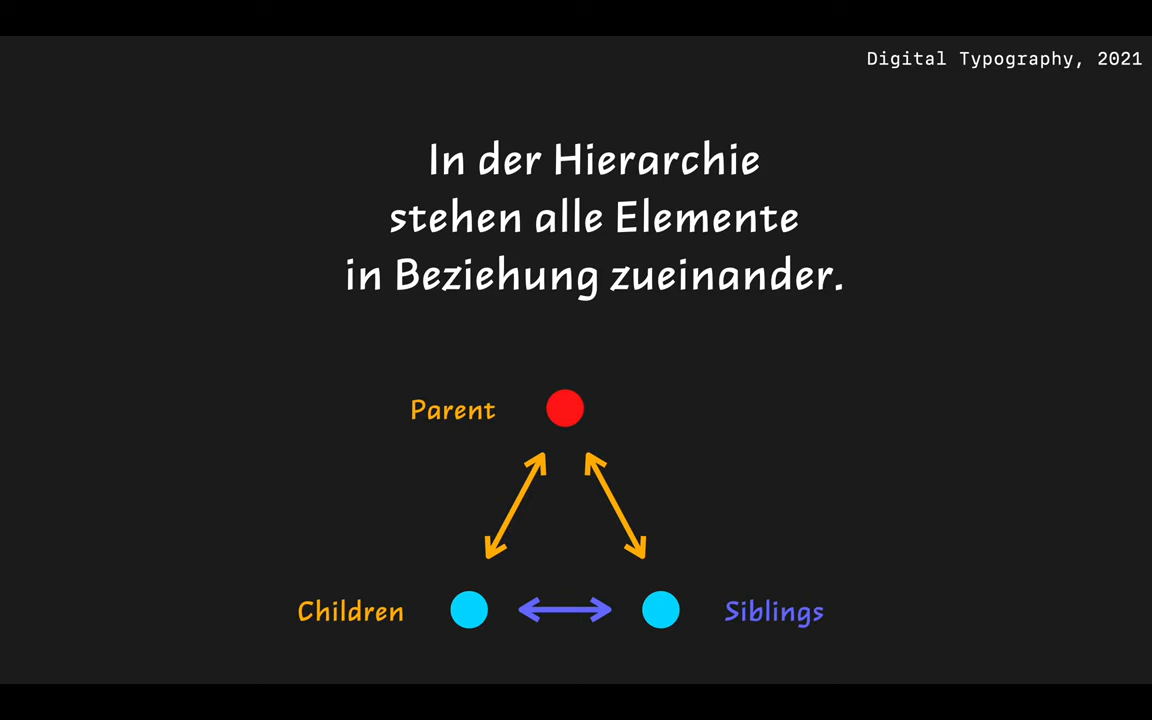 Digital Typography, 2021
In der Hierarchie
stehen alle Elemente
in Beziehung zueinander.
Parent
Children
Siblings